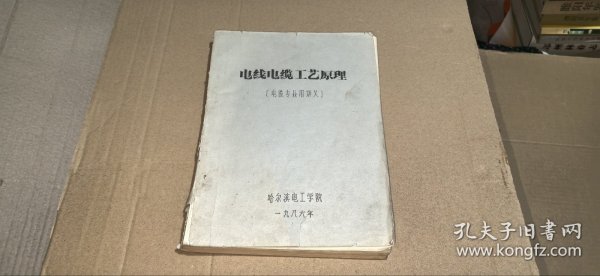 电线电缆工艺原理
(电缆专业用讲义)
哈尔滨电工学院
一九八六年
孔夫子旧书网
www.kongfz.com